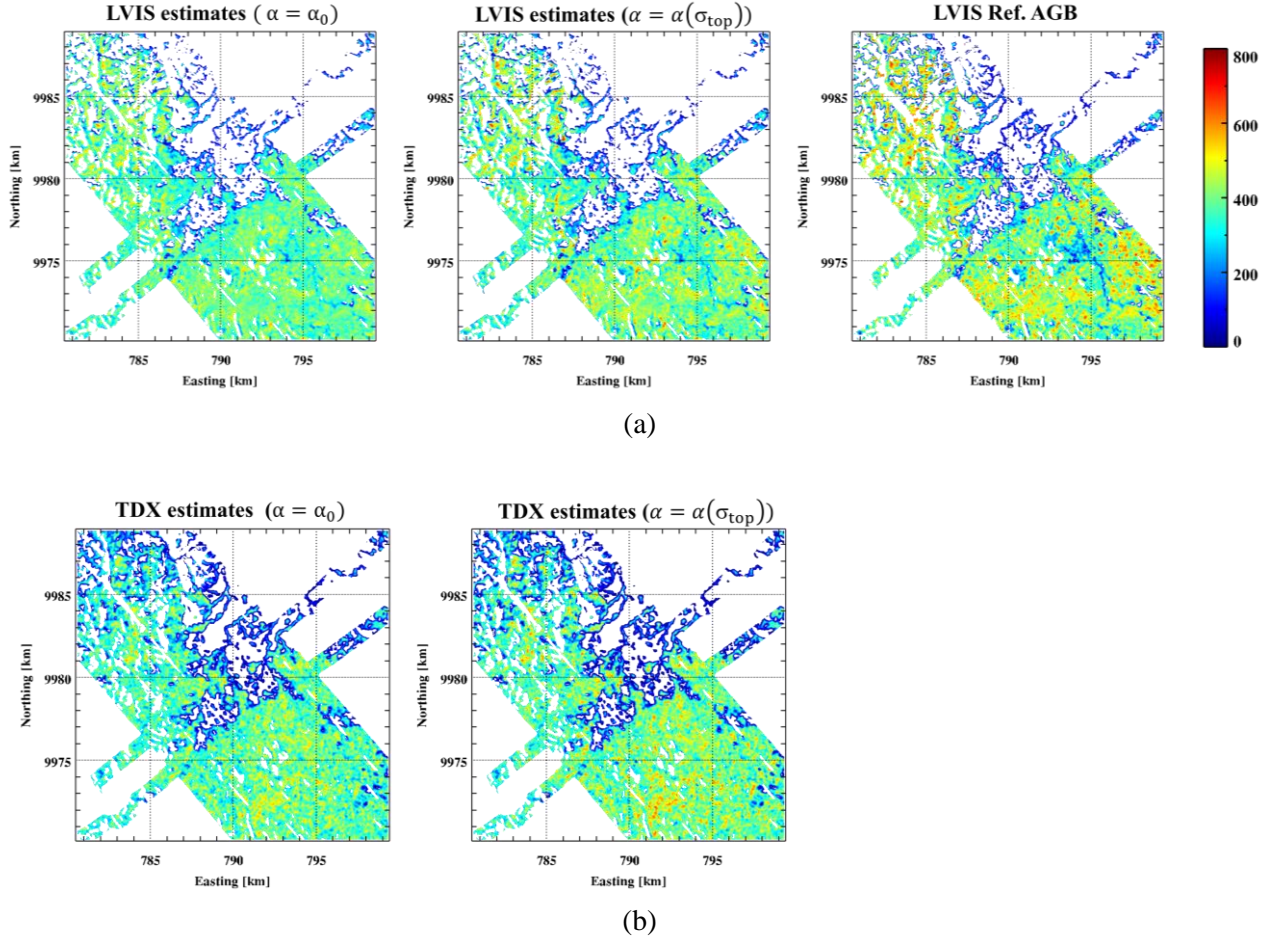 LVIS estimates ( α = α₀) LVIS estimates (α = α(σ_top)) LVIS Ref. AGB
9985 9985 9985
9980 9980 9980
9975 9975 9975
Northing [km] Northing [km] Northing [km]
785 790 795 785 790 795 785 790 795
Easting [km] Easting [km] Easting [km]
800
600
400
200
0
(a)
TDX estimates (α = α₀) TDX estimates (α = α(σ_top))
9985 9985
9980 9980
9975 9975
Northing [km] Northing [km]
785 790 795 785 790 795
Easting [km] Easting [km]
(b)